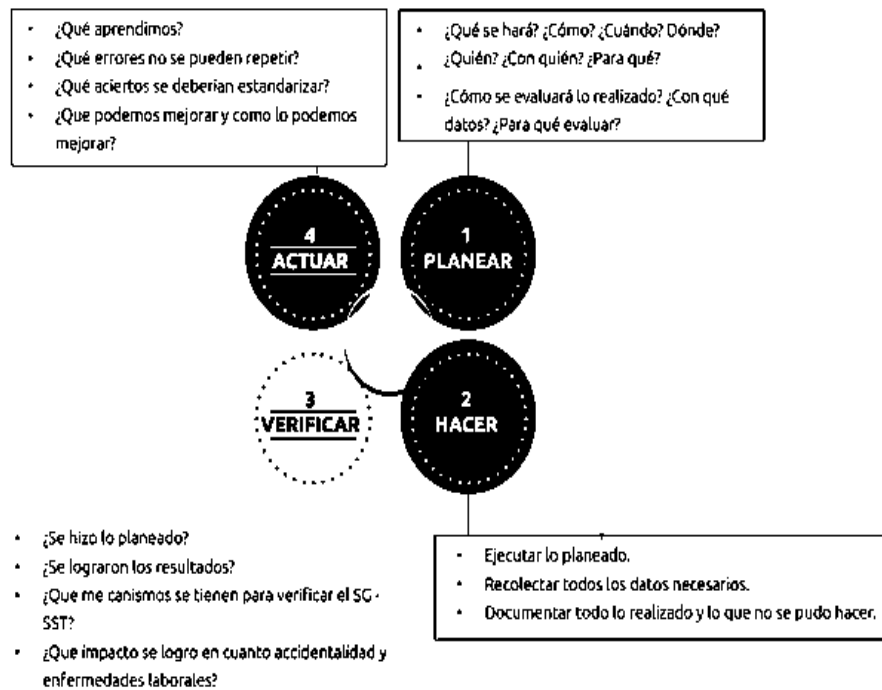 • ¿Qué aprendimos?
• ¿Qué errores no se pueden repetir?
• ¿Qué aciertos se deberían estandarizar?
• ¿Que podemos mejorar y como lo podemos
mejorar?
• ¿Qué se hará? ¿Cómo? ¿Cuándo? Dónde?
• ¿Quién? ¿Con quién? ¿Para qué?
• ¿Cómo se evaluará lo realizado? ¿Con qué
datos? ¿Para qué evaluar?
4
ACTUAR
1
PLANEAR
3
VERIFICAR
2
HACER
• ¿Se hizo lo planeado?
• ¿Se lograron los resultados?
• ¿Que me canismos se tienen para verificar el SG -
SST?
• ¿Que impacto se logro en cuanto accidentalidad y
enfermedades laborales?
• Ejecutar lo planeado.
• Recolectar todos los datos necesarios.
• Documentar todo lo realizado y lo que no se pudo hacer.